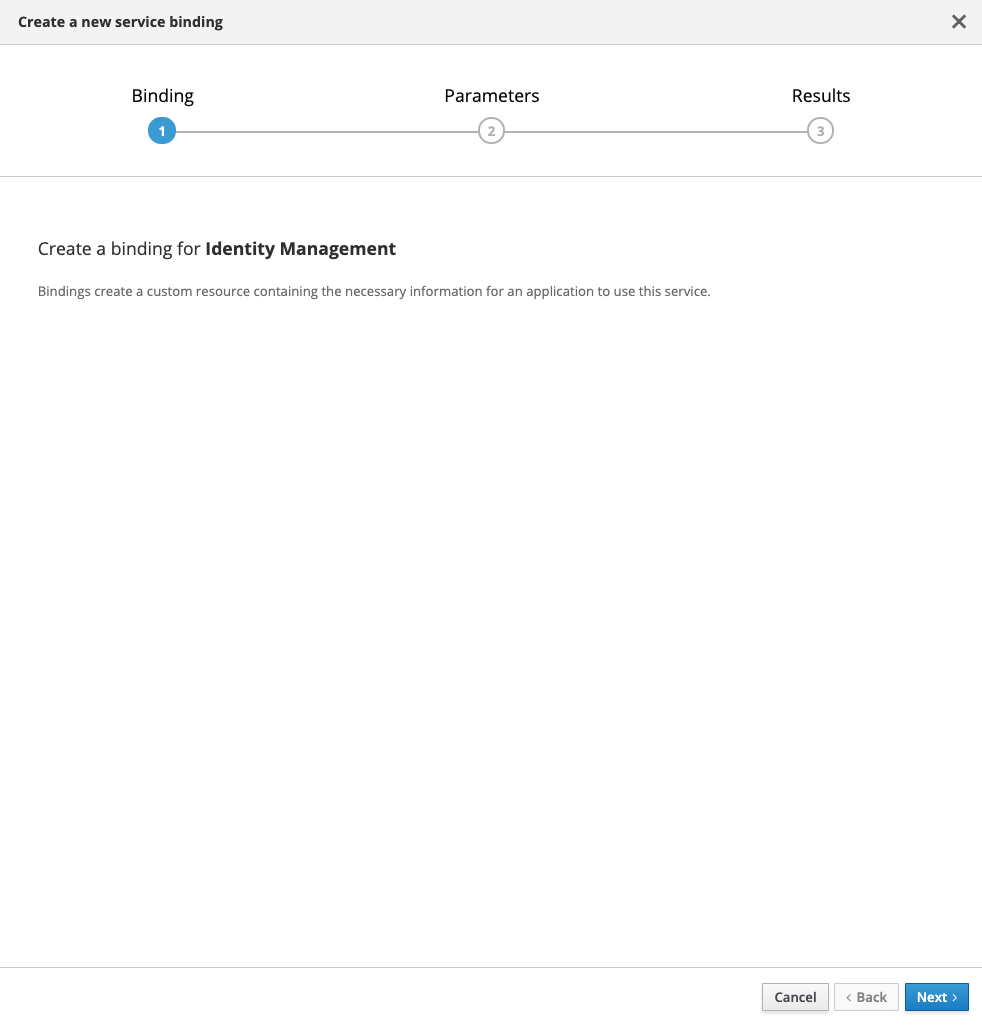 Create a new service binding
Binding
Parameters
Results
1
2
3
Create a binding for Identity Management
Bindings create a custom resource containing the necessary information for an application to use this service.
Cancel
< Back
Next >